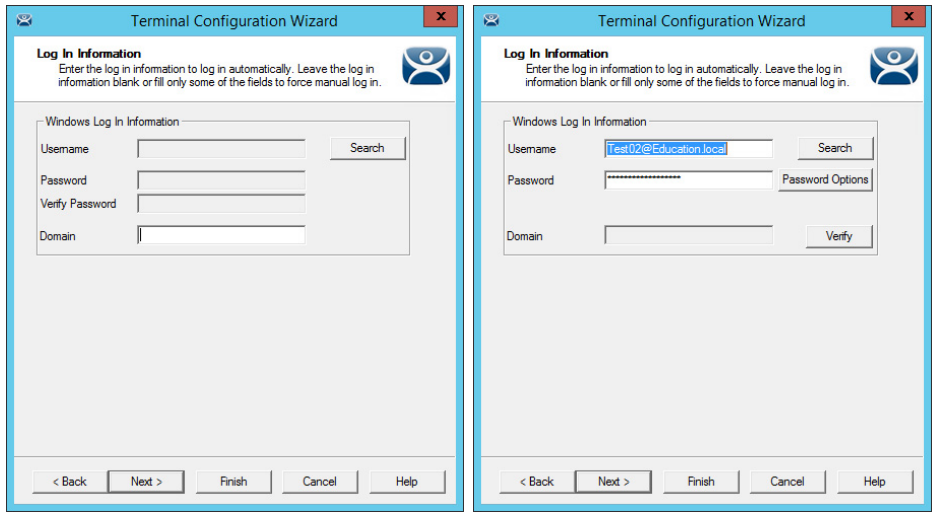 Terminal Configuration Wizard
x
Log In Information
Enter the log in information to log in automatically. Leave the log in
information blank or fill only some of the fields to force manual log in.
Windows Log In Information
Username
Search
Password
Verify Password
Domain
< Back
Next >
Finish
Cancel
Help
Terminal Configuration Wizard
x
Log In Information
Enter the log in information to log in automatically. Leave the log in
information blank or fill only some of the fields to force manual log in.
Windows Log In Information
Username
Test02@Education.local
Search
Password
******************
Password Options
Domain
Verify
< Back
Next >
Finish
Cancel
Help